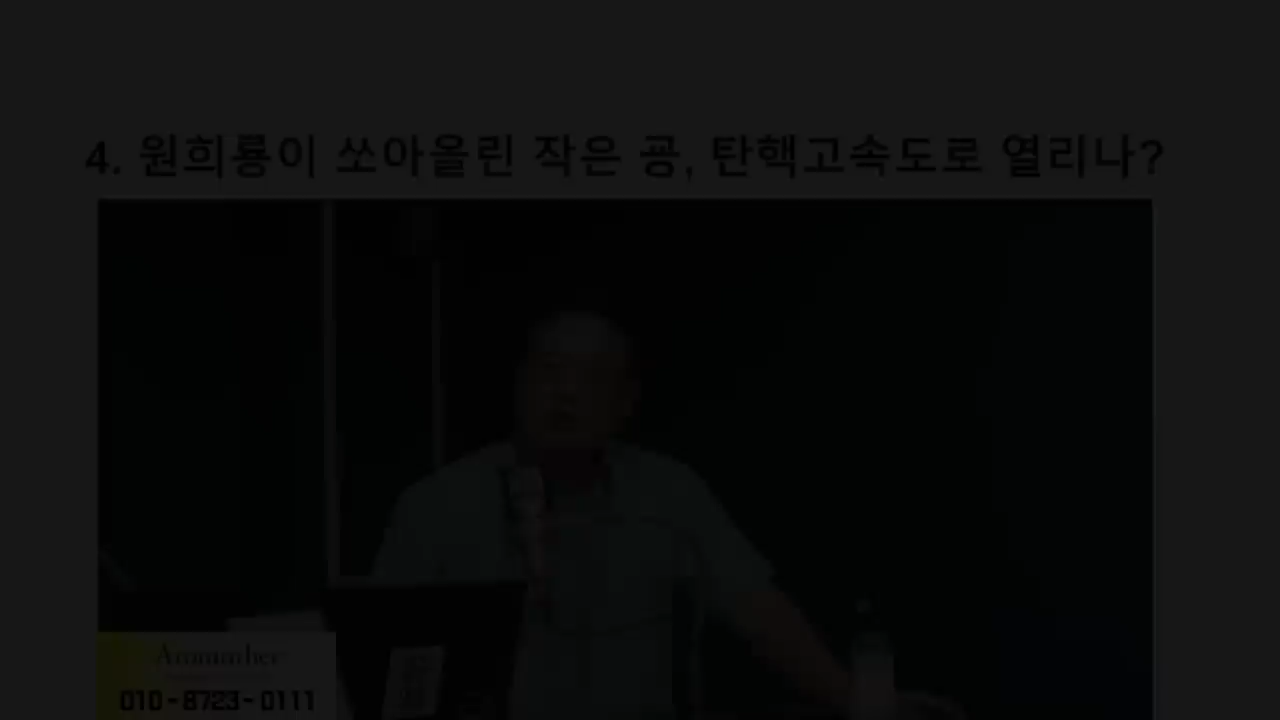 4. 원희룡이 쏘아올린 작은 공, 탄핵고속도로 열리나?
010-8723-0111